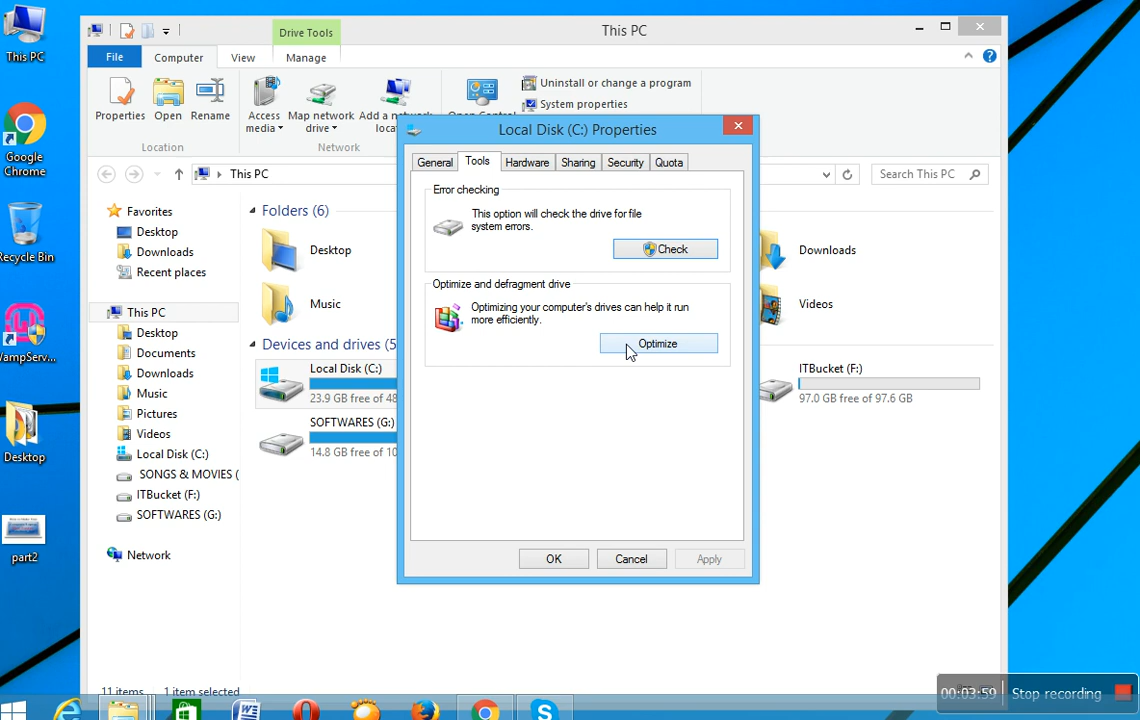 This PC
Google
Chrome
Recycle Bin
WampServ...
Desktop
part2
Drive Tools
This PC
File
Computer
View
Manage
Properties
Open
Rename
Access
media
Map network
drive
Add a
Uninstall or change a program
System properties
Location
Network
This PC
Search This PC
Favorites
Desktop
Downloads
Recent places
This PC
Desktop
Documents
Downloads
Music
Pictures
Videos
Local Disk (C:)
SONGS & MOVIES (
ITBucket (F:)
SOFTWARES (G:)
Network
Folders (6)
Desktop
Downloads
Music
Videos
Devices and drives (5
Local Disk (C:)
23.9 GB free of 48
SOFTWARES (G:)
14.8 GB free of 10
ITBucket (F:)
97.0 GB free of 97.6 GB
Local Disk (C:) Properties
General
Tools
Hardware
Sharing
Security
Quota
Error checking
This option will check the drive for file
system errors.
Check
Optimize and defragment drive
Optimizing your computer's drives can help it run
more efficiently.
Optimize
OK
Cancel
Apply
11 items
1 item selected
00:03:59
Stop recording